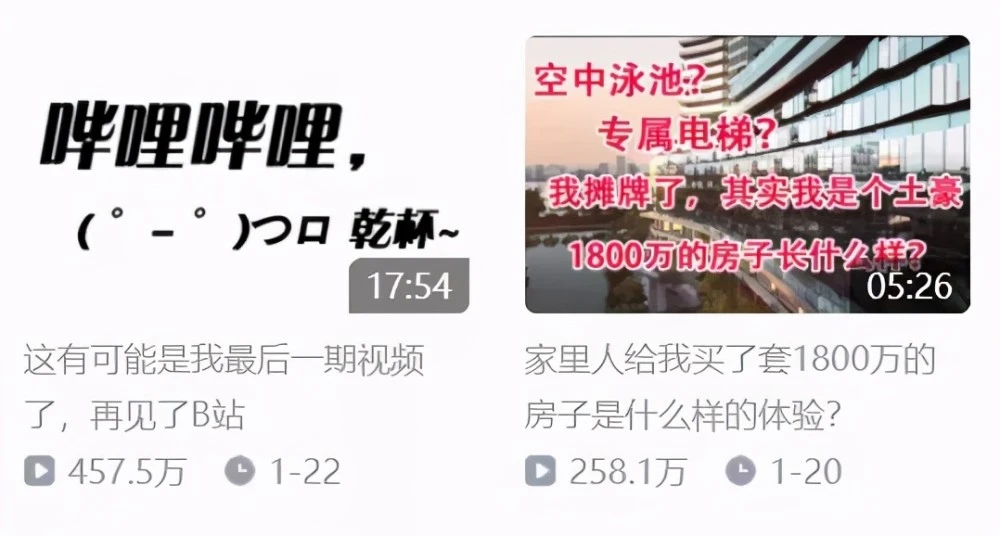 哔哩哔哩，
( ゜- ゜)つロ 乾杯~
17:54
这有可能是我最后一期视频
了，再见了B站
457.5万 1-22
空中泳池？
专属电梯？
我摊牌了，其实我是个土豪
1800万的房子长什么样？
05:26
家里人给我买了套1800万的
房子是什么样的体验？
258.1万 1-20